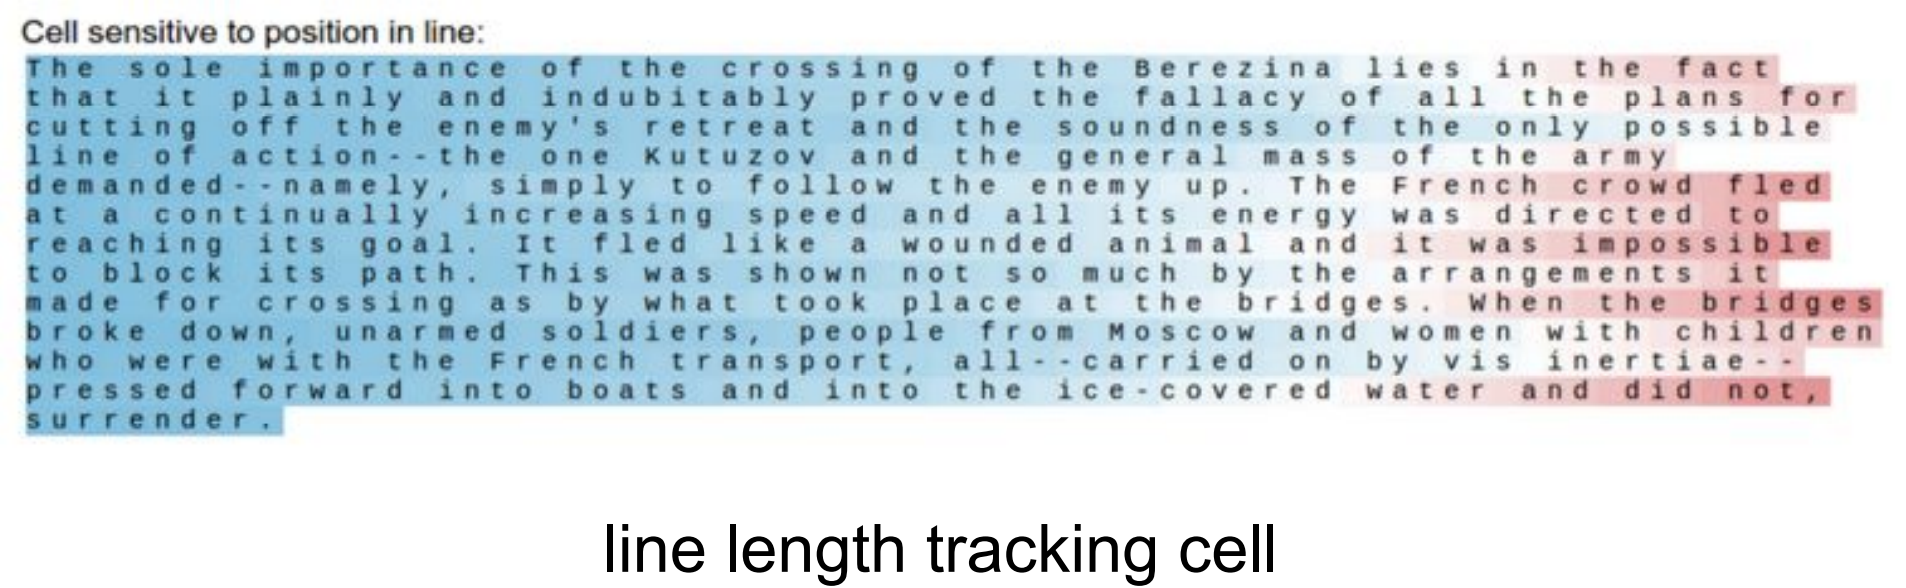 Cell sensitive to position in line:
The sole importance of the crossing of the Berezina lies in the fact
that it plainly and indubitably proved the fallacy of all the plans for
cutting off the enemy's retreat and the soundness of the only possible
line of action--the one Kutuzov and the general mass of the army
demanded--namely, simply to follow the enemy up. The French crowd fled
at a continually increasing speed and all its energy was directed to
reaching its goal. It fled like a wounded animal and it was impossible
to block its path. This was shown not so much by the arrangements it
made for crossing as by what took place at the bridges. When the bridges
broke down, unarmed soldiers, people from Moscow and women with children
who were with the French transport, all--carried on by vis inertiae--
pressed forward into boats and into the ice-covered water and did not,
surrender.
line length tracking cell